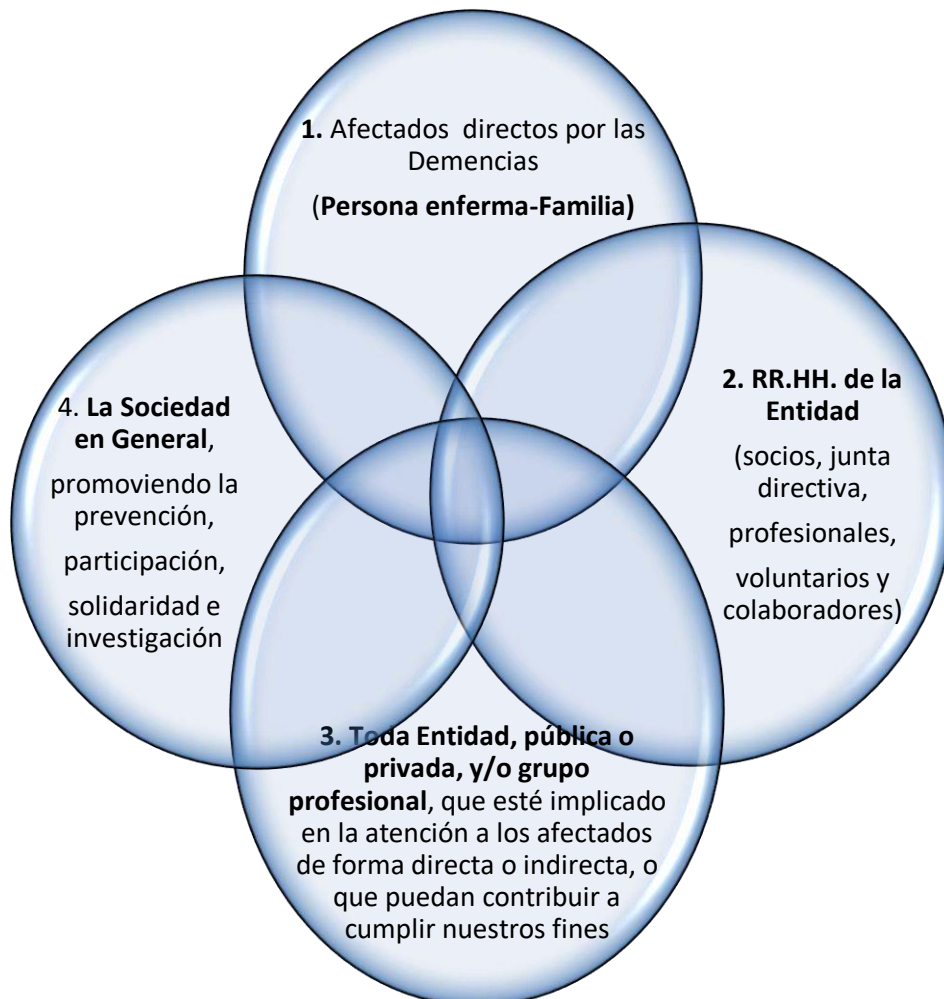 1. Afectados directos por las
Demencias
(Persona enferma-Familia)
2. RR.HH. de la
Entidad
(socios, junta
directiva,
profesionales,
voluntarios y
colaboradores)
3. Toda Entidad, pública o
privada, y/o grupo
profesional, que esté implicado
en la atención a los afectados
de forma directa o indirecta, o
que puedan contribuir a
cumplir nuestros fines
4. La Sociedad
en General,
promoviendo la
prevención,
participación,
solidaridad e
investigación